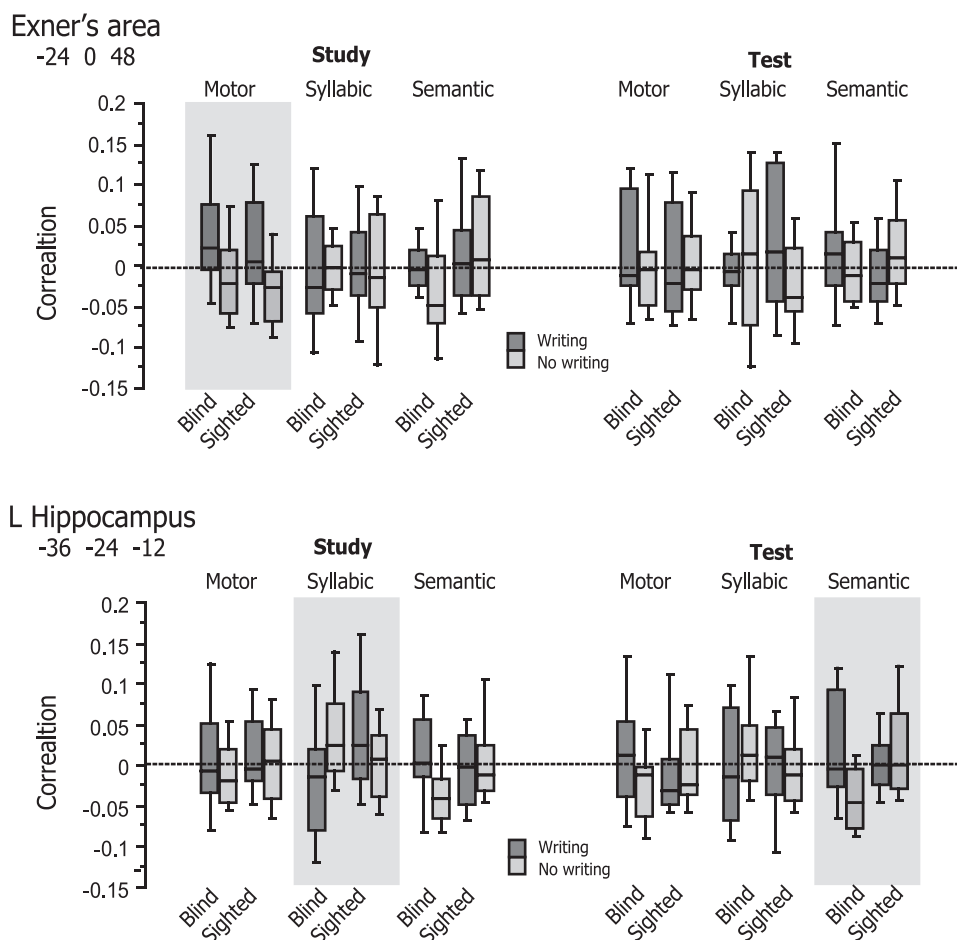 Exner's area
-24 0 48
Study
Test
Motor Syllabic Semantic
Motor Syllabic Semantic
0.2
0.15
0.1
0.05
0
-0.05
-0.1
-0.15
Correaltion
Writing
No writing
Blind Sighted Blind Sighted Blind Sighted
Blind Sighted Blind Sighted Blind Sighted
L Hippocampus
-36 -24 -12
Study
Test
Motor Syllabic Semantic
Motor Syllabic Semantic
0.2
0.15
0.1
0.05
0
-0.05
-0.1
-0.15
Correaltion
Writing
No writing
Blind Sighted Blind Sighted Blind Sighted
Blind Sighted Blind Sighted Blind Sighted